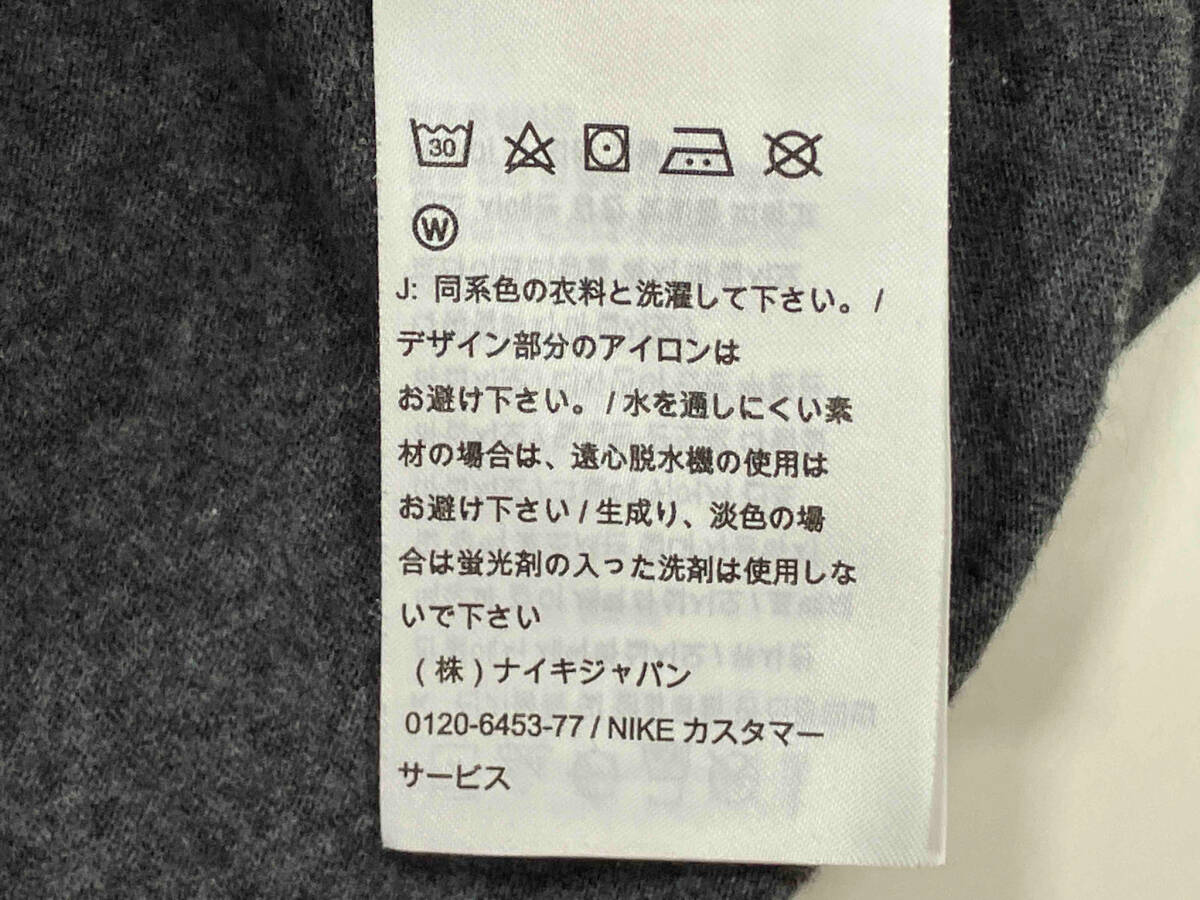 30
W
J: 同系色の衣料と洗濯して下さい。 /
デザイン部分のアイロンは
お避け下さい。 / 水を通しにくい素
材の場合は、遠心脱水機の使用は
お避け下さい / 生成り、淡色の場
合は蛍光剤の入った洗剤は使用しな
いで下さい
( 株 ) ナイキジャパン
0120-6453-77 / NIKE カスタマー
サービス